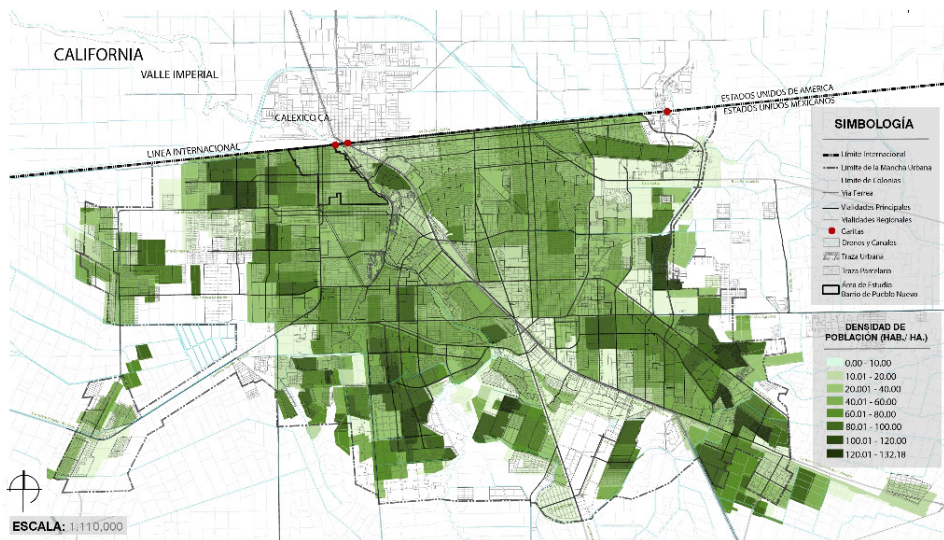 CALIFORNIA
VALLE IMPERIAL
CALEXICO CA.
LINEA INTERNACIONAL
ESTADOS UNIDOS DE AMERICA
ESTADOS UNIDOS MEXICANOS
SIMBOLOGÍA
Límite Internacional
Límite de la Mancha Urbana
Límite de Colonias
Vía Férrea
Vialidades Principales
Vialidades Regionales
Garitas
Drenes y Canales
Traza Urbana
Traza Parcelaria
Área de Estudio
Barrio de Pueblo Nuevo
DENSIDAD DE
POBLACIÓN (HAB./ HA.)
0.00 - 10.00
10.01 - 20.00
20.001 - 40.00
40.01 - 60.00
60.01 - 80.00
80.01 - 100.00
100.01 - 120.00
120.01 - 132.18
ESCALA: 1:110,000